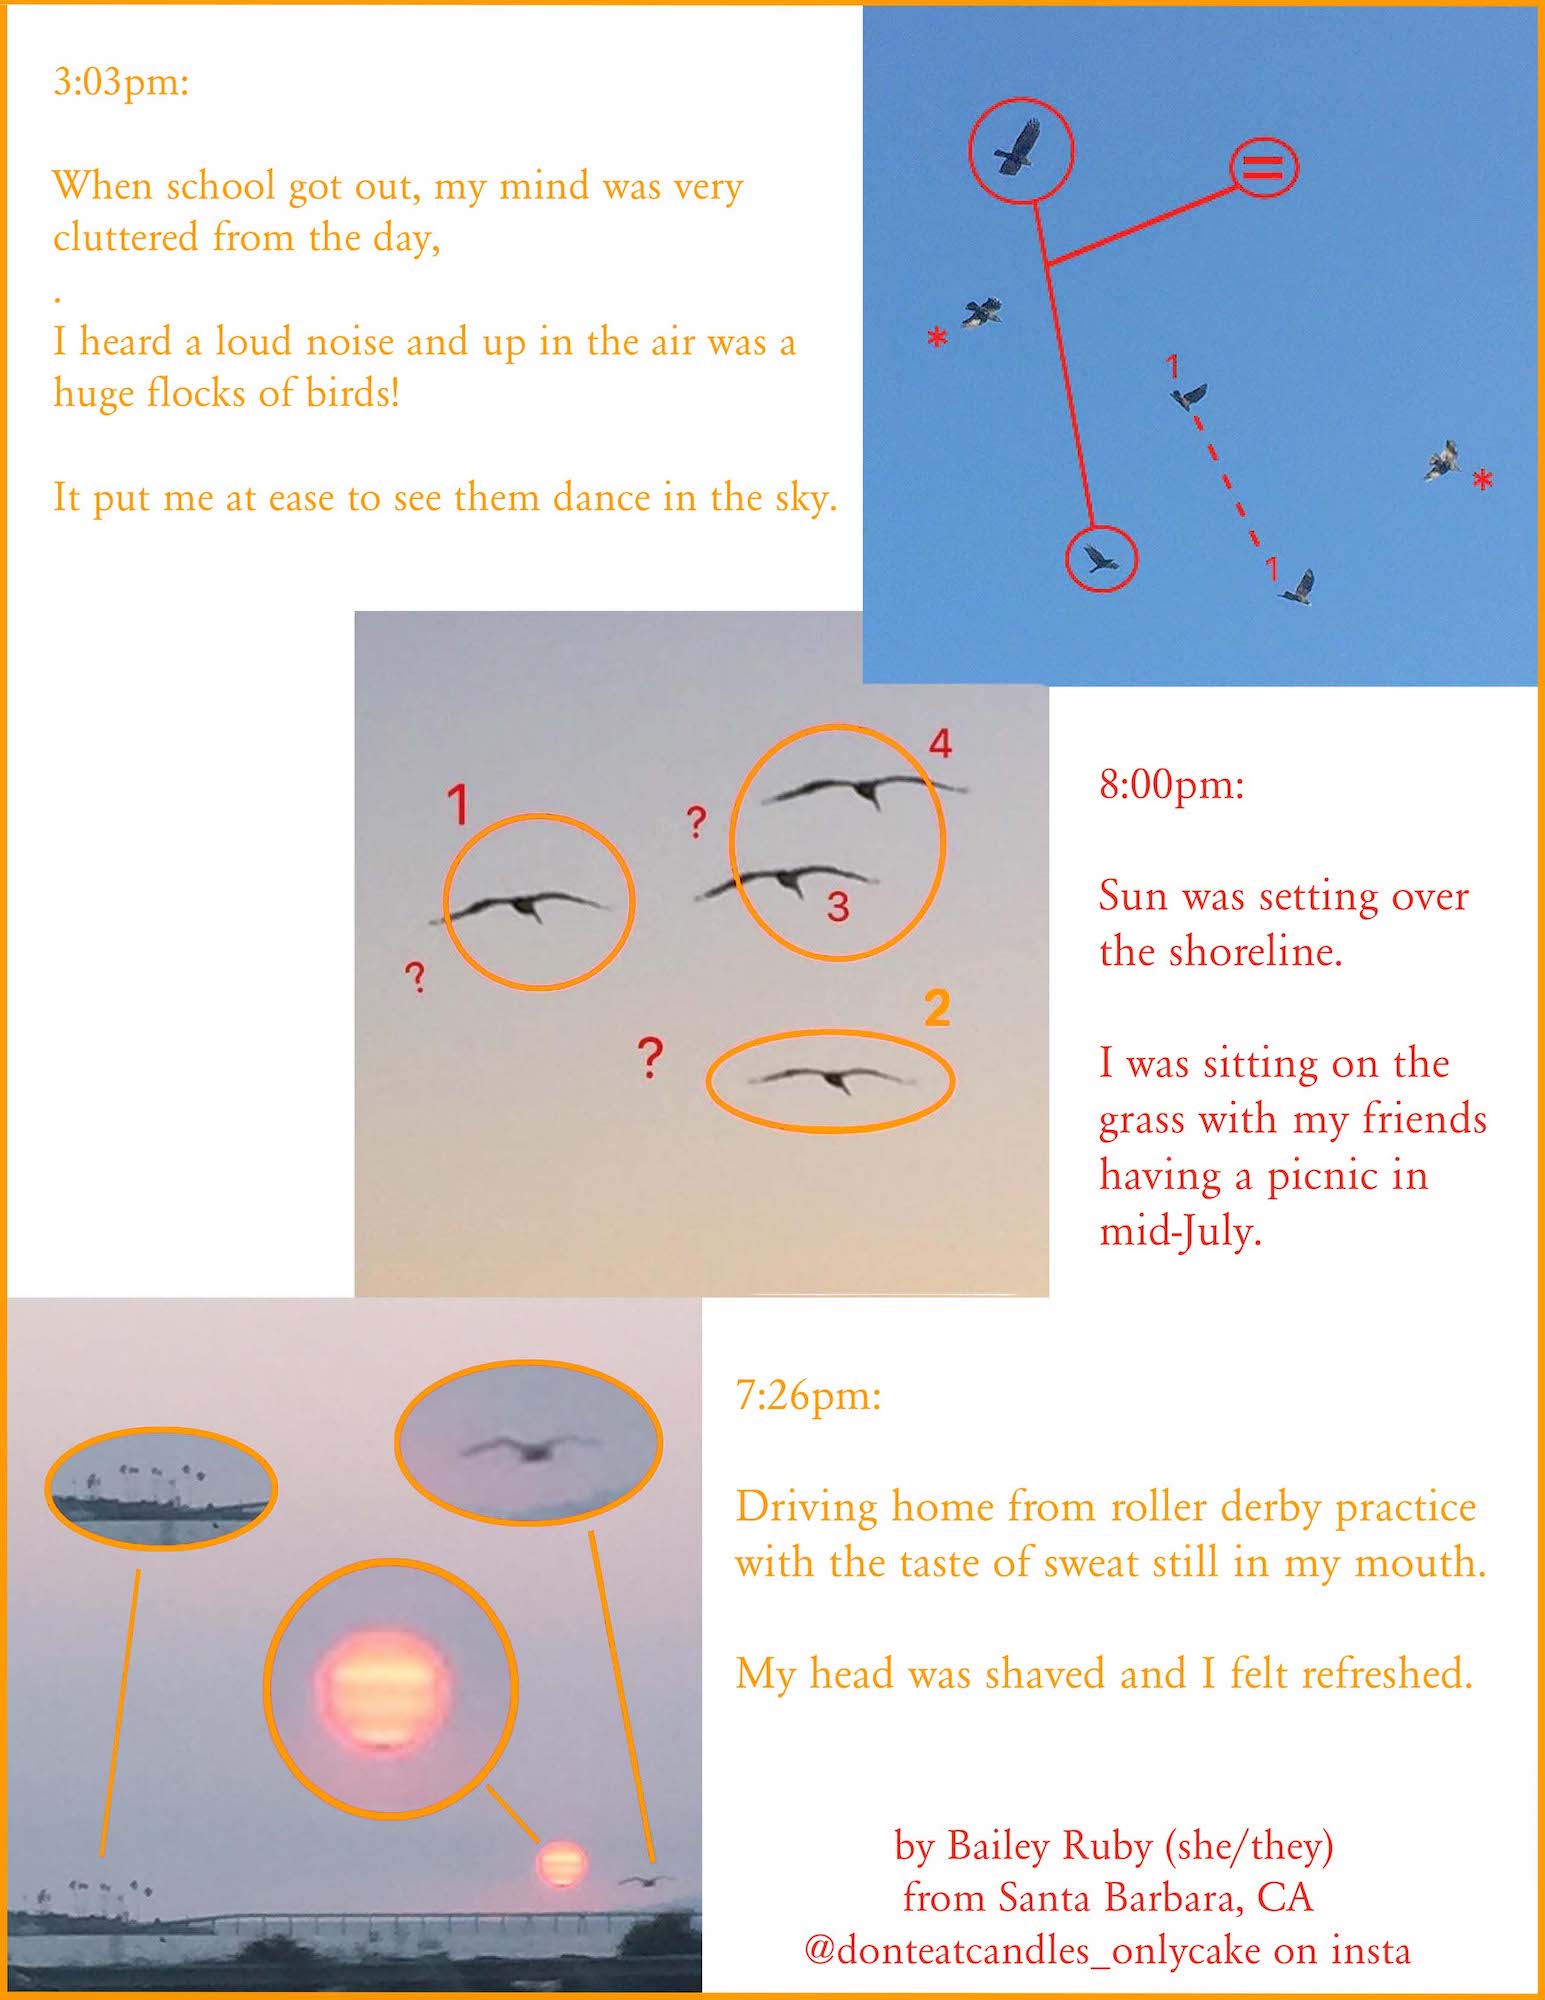 3:03pm:
When school got out, my mind was very
cluttered from the day,
.
I heard a loud noise and up in the air was a
huge flocks of birds!
It put me at ease to see them dance in the sky.
=
*
1
*
1
4
1
?
3
?
2
?
8:00pm:
Sun was setting over
the shoreline.
I was sitting on the
grass with my friends
having a picnic in
mid-July.
7:26pm:
Driving home from roller derby practice
with the taste of sweat still in my mouth.
My head was shaved and I felt refreshed.
by Bailey Ruby (she/they)
from Santa Barbara, CA
@donteatcandles_onlycake on insta